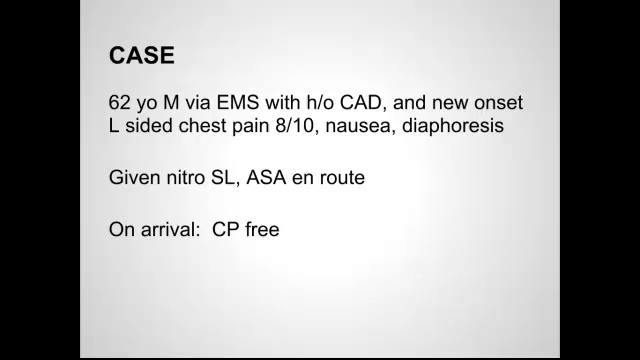 CASE
62 yo M via EMS with h/o CAD, and new onset
L sided chest pain 8/10, nausea, diaphoresis
Given nitro SL, ASA en route
On arrival:  CP free